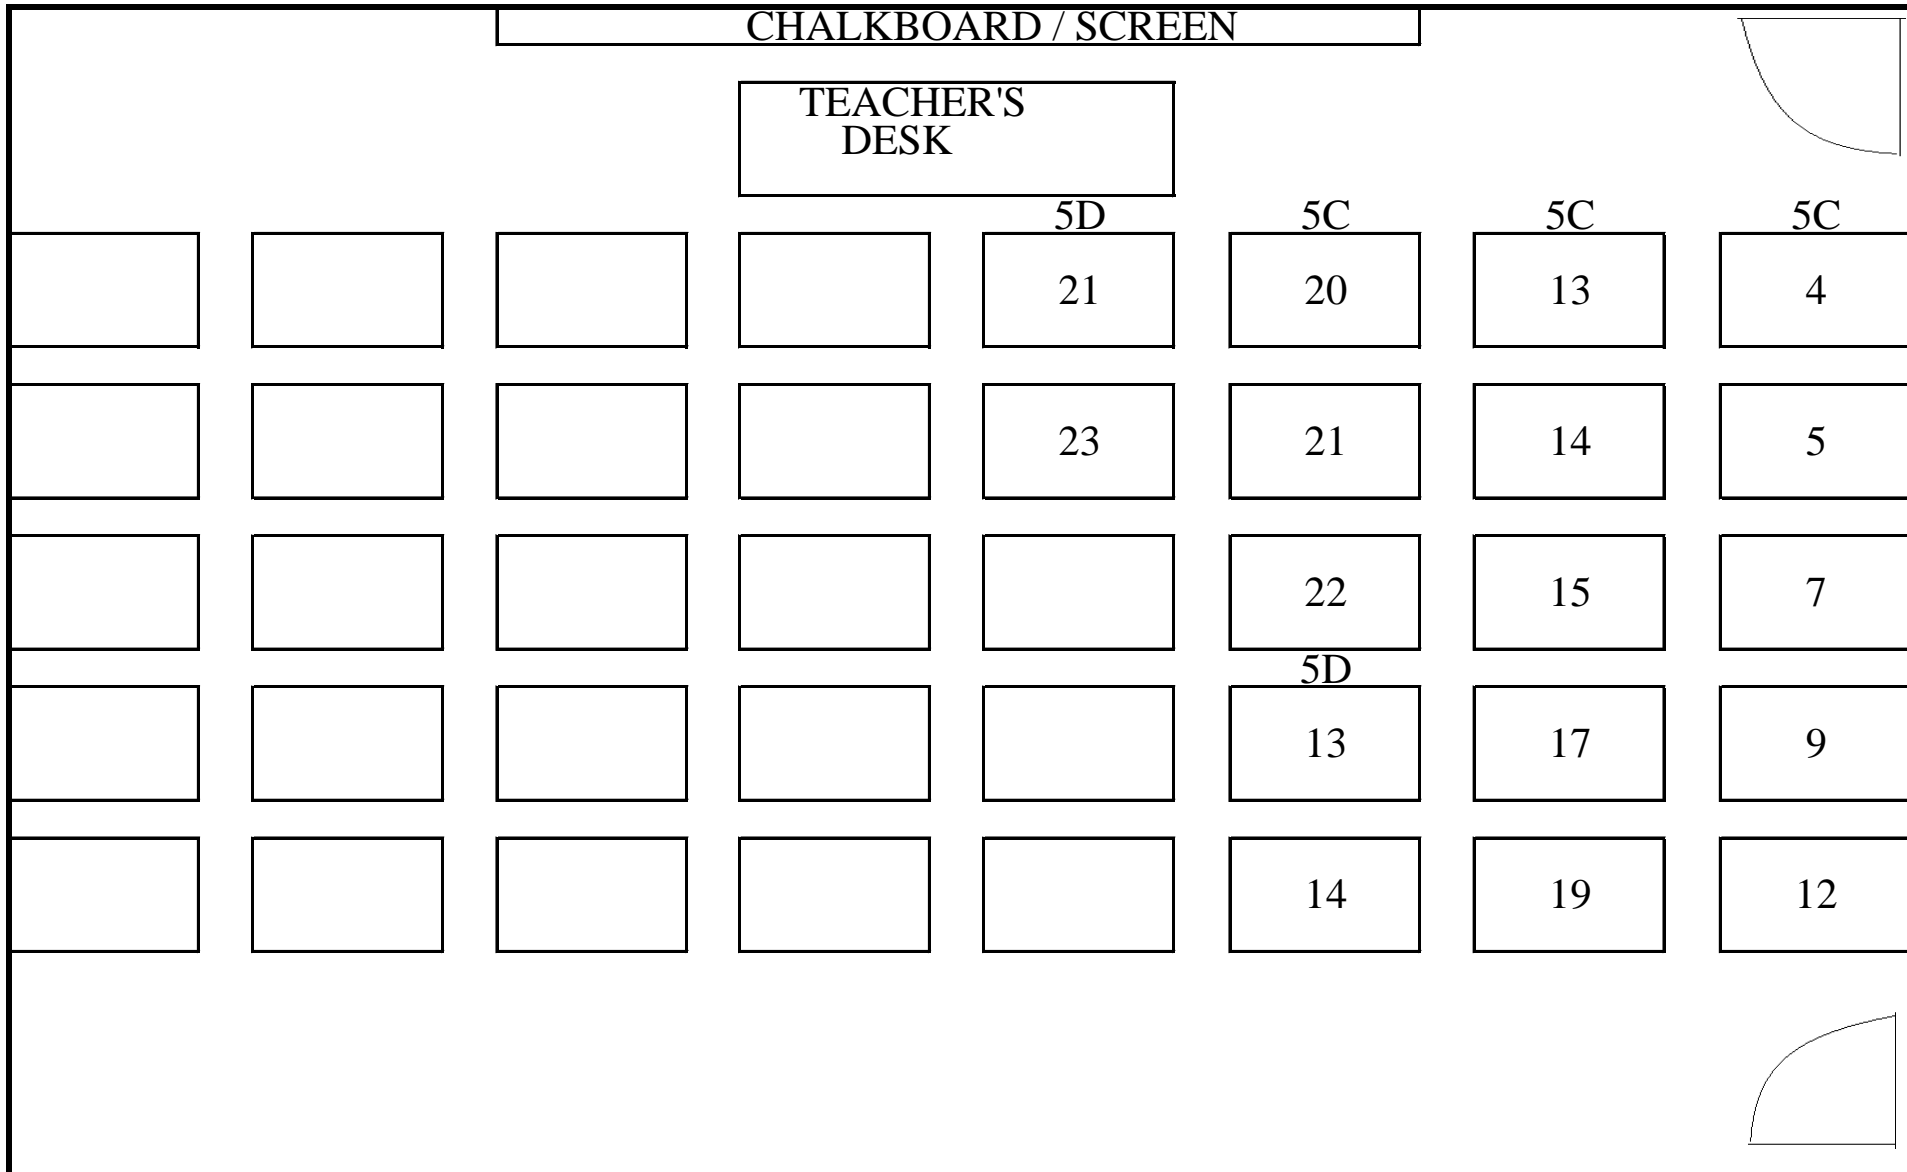 CHALKBOARD / SCREEN
TEACHER'S
DESK
5D 5C 5C 5C
21 20 13 4
23 21 14 5
22 15 7
5D
13 17 9
14 19 12